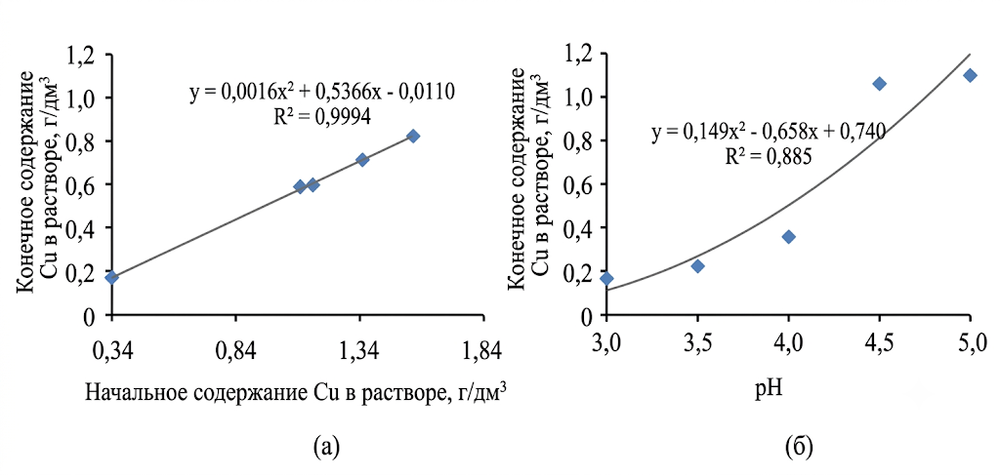 Конечное содержание
Cu в растворе, г/дм³
1,2
1,0
0,8
0,6
0,4
0,2
0
y = 0,0016x² + 0,5366x - 0,0110
R² = 0,9994
0,34
0,84
1,34
1,84
Начальное содержание Cu в растворе, г/дм³
(а)
Конечное содержание
Cu в растворе, г/дм³
1,2
1,0
0,8
0,6
0,4
0,2
0
y = 0,149x² - 0,658x + 0,740
R² = 0,885
3,0
3,5
4,0
4,5
5,0
pH
(б)